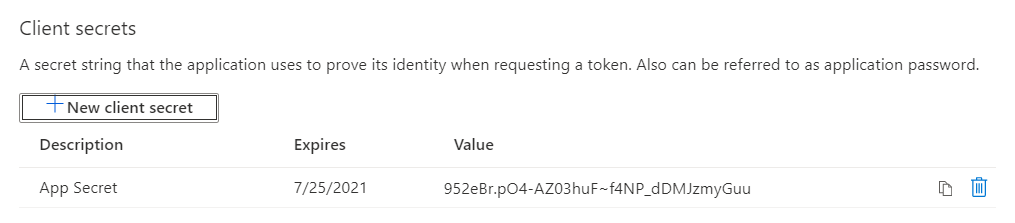 Client secrets
A secret string that the application uses to prove its identity when requesting a token. Also can be referred to as application password.
New client secret
Description Expires Value
App Secret 7/25/2021 952eBr.pO4-AZ03huF~f4NP_dDMJzmyGuu